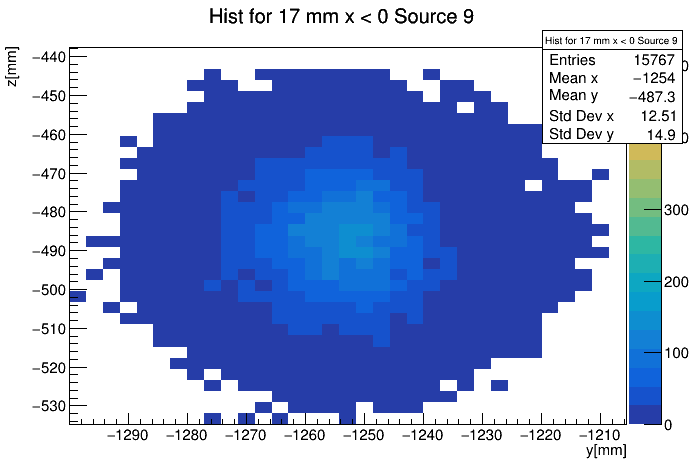 Hist for 17 mm x < 0 Source 9
Hist for 17 mm x < 0 Source 9
Entries 15767
Mean x −1254
Mean y −487.3
Std Dev x 12.51
Std Dev y 14.9
z[mm]
−440
−450
−460
−470
−480
−490
−500
−510
−520
−530
−1290 −1280 −1270 −1260 −1250 −1240 −1230 −1220 −1210
y[mm]
0
0
300
200
100
0